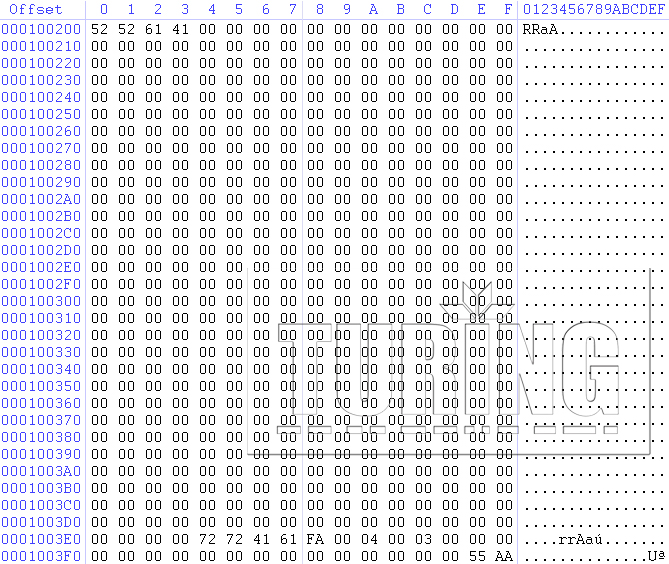 Offset 0 1 2 3 4 5 6 7 8 9 A B C D E F 0123456789ABCDEF
000100200 52 52 61 41 00 00 00 00 00 00 00 00 00 00 00 00 RRaA............
000100210 00 00 00 00 00 00 00 00 00 00 00 00 00 00 00 00 ................
000100220 00 00 00 00 00 00 00 00 00 00 00 00 00 00 00 00 ................
000100230 00 00 00 00 00 00 00 00 00 00 00 00 00 00 00 00 ................
000100240 00 00 00 00 00 00 00 00 00 00 00 00 00 00 00 00 ................
000100250 00 00 00 00 00 00 00 00 00 00 00 00 00 00 00 00 ................
000100260 00 00 00 00 00 00 00 00 00 00 00 00 00 00 00 00 ................
000100270 00 00 00 00 00 00 00 00 00 00 00 00 00 00 00 00 ................
000100280 00 00 00 00 00 00 00 00 00 00 00 00 00 00 00 00 ................
000100290 00 00 00 00 00 00 00 00 00 00 00 00 00 00 00 00 ................
0001002A0 00 00 00 00 00 00 00 00 00 00 00 00 00 00 00 00 ................
0001002B0 00 00 00 00 00 00 00 00 00 00 00 00 00 00 00 00 ................
0001002C0 00 00 00 00 00 00 00 00 00 00 00 00 00 00 00 00 ................
0001002D0 00 00 00 00 00 00 00 00 00 00 00 00 00 00 00 00 ................
0001002E0 00 00 00 00 00 00 00 00 00 00 00 00 00 00 00 00 ................
0001002F0 00 00 00 00 00 00 00 00 00 00 00 00 00 00 00 00 ................
000100300 00 00 00 00 00 00 00 00 00 00 00 00 00 00 00 00 ................
000100310 00 00 00 00 00 00 00 00 00 00 00 00 00 00 00 00 ................
000100320 00 00 00 00 00 00 00 00 00 00 00 00 00 00 00 00 ................
000100330 00 00 00 00 00 00 00 00 00 00 00 00 00 00 00 00 ................
000100340 00 00 00 00 00 00 00 00 00 00 00 00 00 00 00 00 ................
000100350 00 00 00 00 00 00 00 00 00 00 00 00 00 00 00 00 ................
000100360 00 00 00 00 00 00 00 00 00 00 00 00 00 00 00 00 ................
000100370 00 00 00 00 00 00 00 00 00 00 00 00 00 00 00 00 ................
000100380 00 00 00 00 00 00 00 00 00 00 00 00 00 00 00 00 ................
000100390 00 00 00 00 00 00 00 00 00 00 00 00 00 00 00 00 ................
0001003A0 00 00 00 00 00 00 00 00 00 00 00 00 00 00 00 00 ................
0001003B0 00 00 00 00 00 00 00 00 00 00 00 00 00 00 00 00 ................
0001003C0 00 00 00 00 00 00 00 00 00 00 00 00 00 00 00 00 ................
0001003D0 00 00 00 00 00 00 00 00 00 00 00 00 00 00 00 00 ................
0001003E0 00 00 00 00 72 72 41 61 FA 00 04 00 03 00 00 00 ....rrAaú.......
0001003F0 00 00 00 00 00 00 00 00 00 00 00 00 00 00 55 AA ..............Uª
TURING